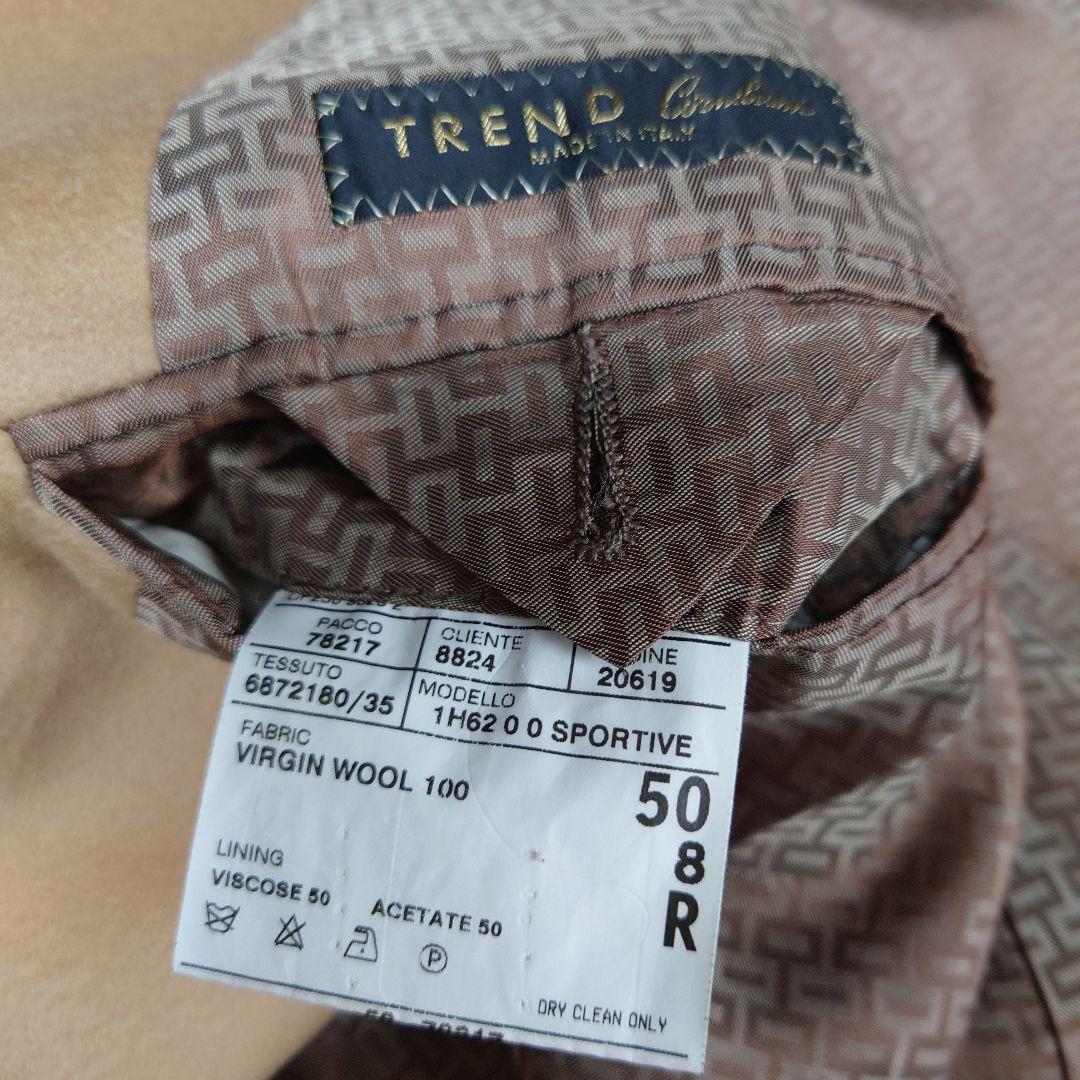 TREND
MADE IN ITALY
PACCO
78217
CLIENTE
8824
DINE
20619
TESSUTO
6872180/35
MODELLO
1H62 0 0 SPORTIVE
FABRIC
VIRGIN WOOL 100
50
8
R
LINING
VISCOSE 50 ACETATE 50
P
DRY CLEAN ONLY